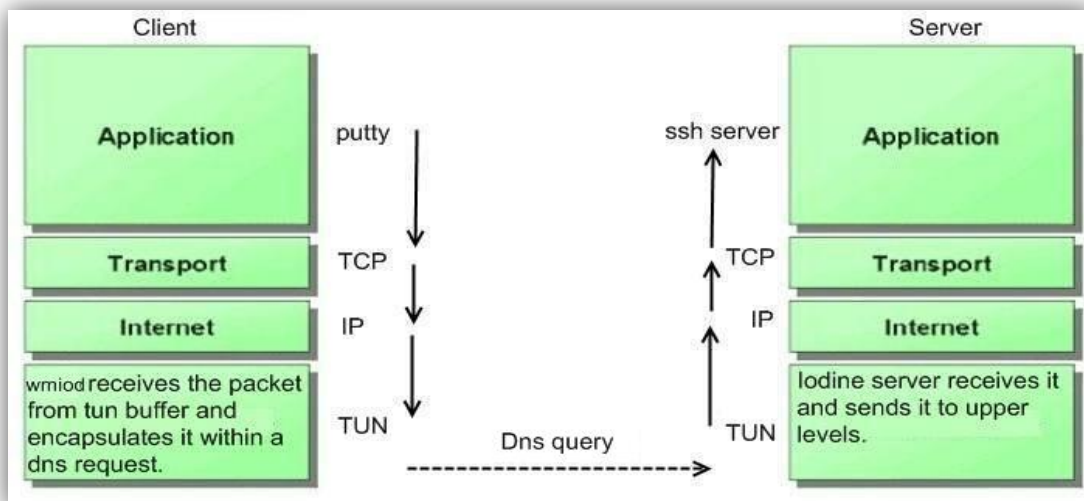 Client
Server
Application
putty
ssh server
Application
Transport
TCP
TCP
Transport
Internet
IP
IP
Internet
wmiod receives the packet
from tun buffer and
encapsulates it within a
dns request.
TUN
Dns query
TUN
Iodine server receives it
and sends it to upper
levels.